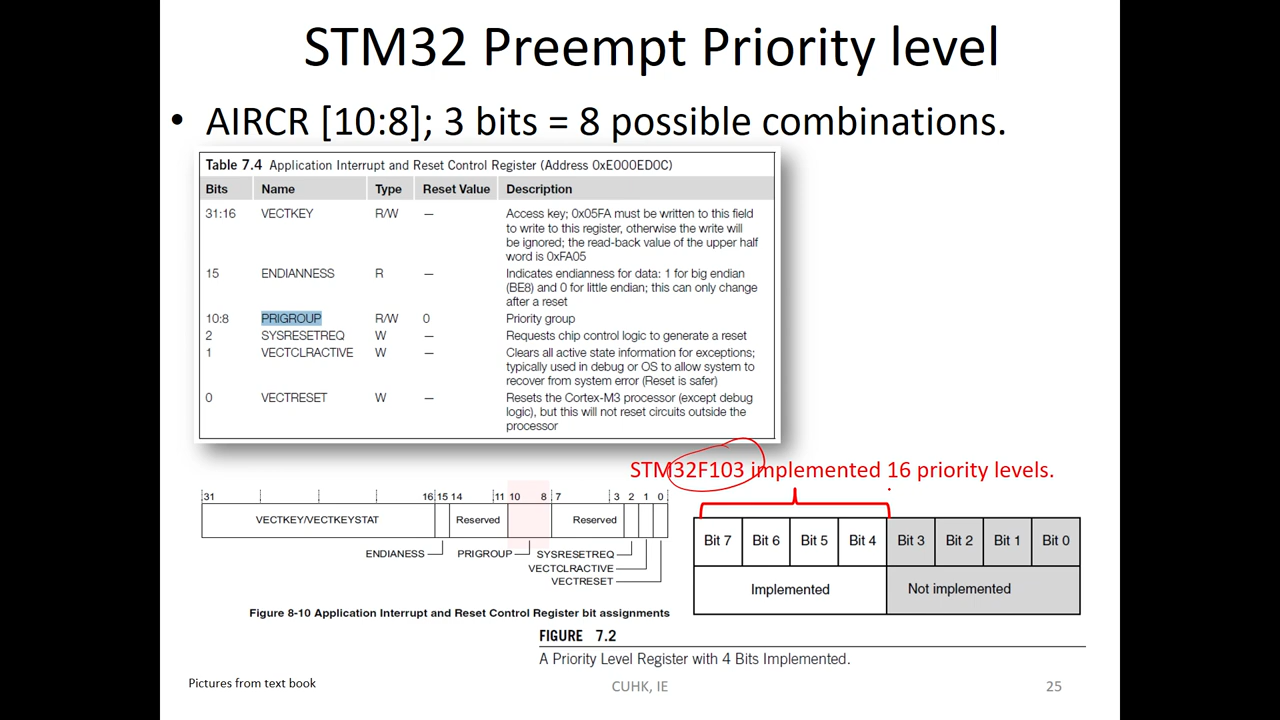 STM32 Preempt Priority level
• AIRCR [10:8]; 3 bits = 8 possible combinations.
Table 7.4 Application Interrupt and Reset Control Register (Address 0xE000ED0C)
Bits Name Type Reset Value Description
31:16 VECTKEY R/W — Access key; 0x05FA must be written to this field
to write to this register, otherwise the write will
be ignored; the read-back value of the upper half
word is 0xFA05
15 ENDIANNESS R — Indicates endianness for data: 1 for big endian
(BE8) and 0 for little endian; this can only change
after a reset
10:8 PRIGROUP R/W 0 Priority group
2 SYSRESETREQ W — Requests chip control logic to generate a reset
1 VECTCLRACTIVE W — Clears all active state information for exceptions;
typically used in debug or OS to allow system to
recover from system error (Reset is safer)
0 VECTRESET W — Resets the Cortex-M3 processor (except debug
logic), but this will not reset circuits outside the
processor
STM32F103 implemented 16 priority levels.
31 16 15 14 11 10 8 7 3 2 1 0
VECTKEY/VECTKEYSTAT Reserved Reserved
ENDIANESS PRIGROUP SYSRESETREQ
VECTCLRACTIVE
VECTRESET
Figure 8-10 Application Interrupt and Reset Control Register bit assignments
Bit 7 Bit 6 Bit 5 Bit 4 Bit 3 Bit 2 Bit 1 Bit 0
Implemented Not implemented
FIGURE 7.2
A Priority Level Register with 4 Bits Implemented.
Pictures from text book
CUHK, IE
25